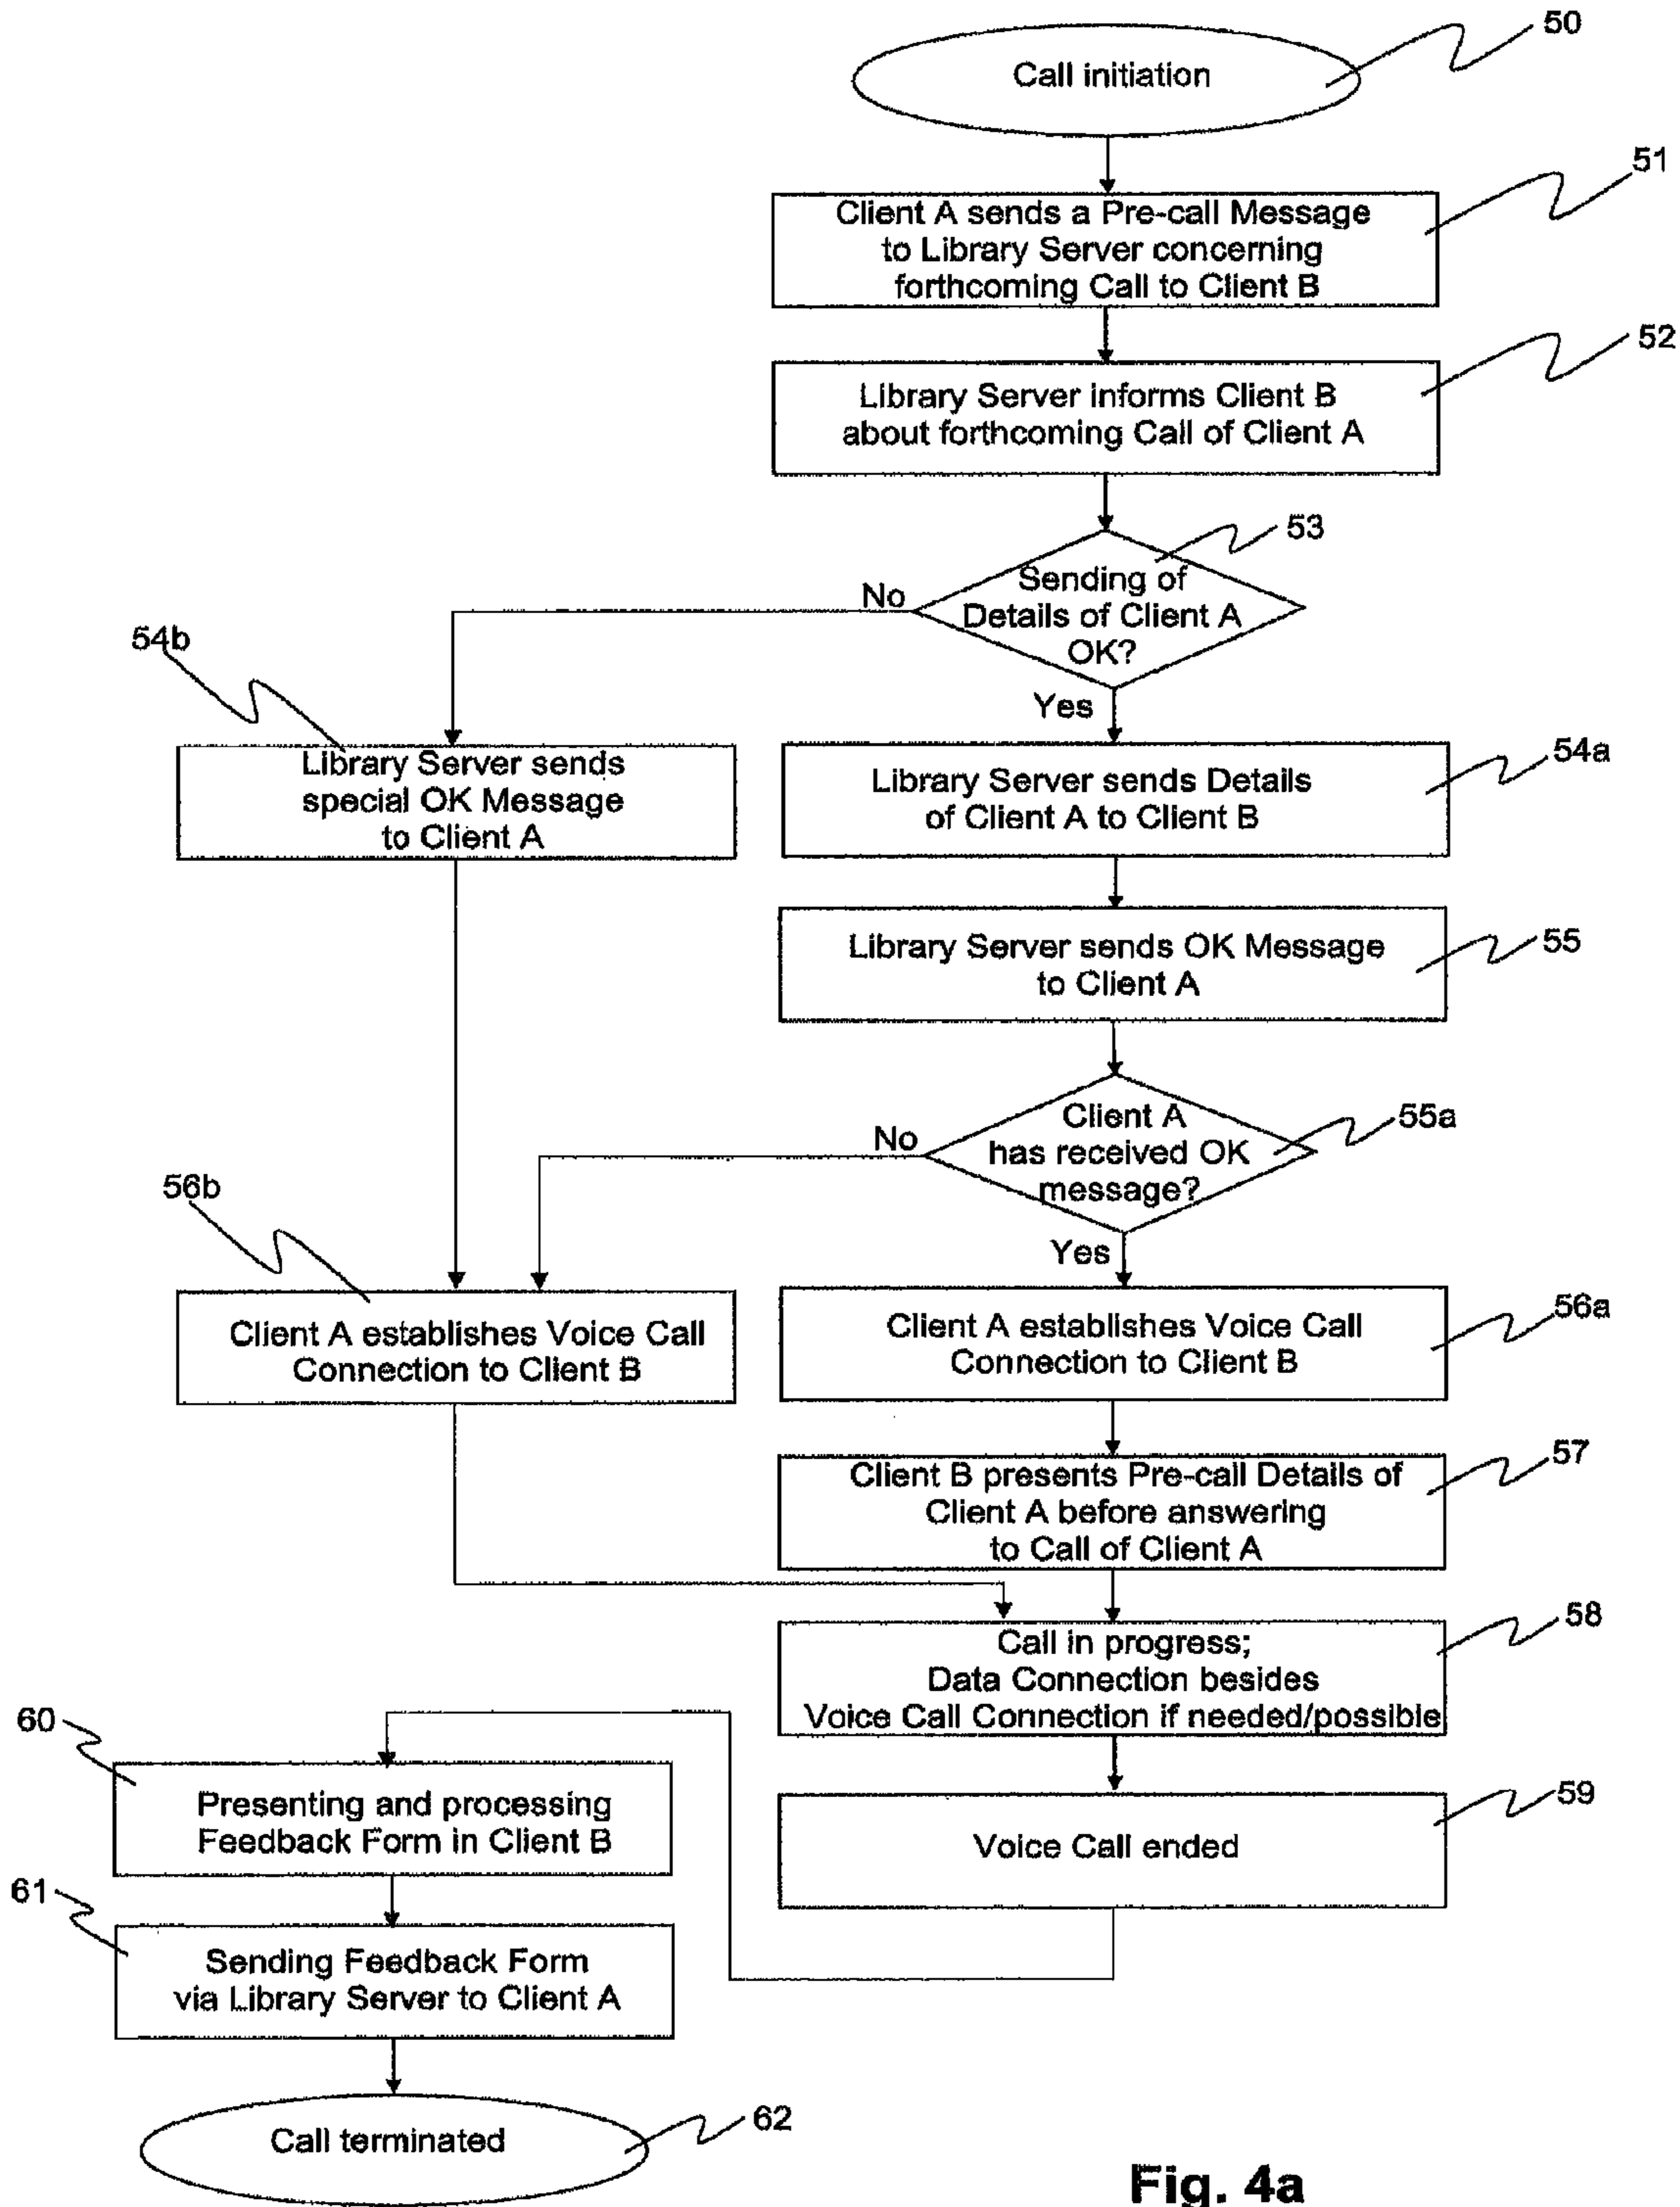 50
Call initiation
51
Client A sends a Pre-call Message
to Library Server concerning
forthcoming Call to Client B
52
Library Server informs Client B
about forthcoming Call of Client A
53
Sending of
Details of Client A
OK?
No
Yes
54b
Library Server sends
special OK Message
to Client A
54a
Library Server sends Details
of Client A to Client B
55
Library Server sends OK Message
to Client A
55a
Client A
has received OK
message?
No
Yes
56b
Client A establishes Voice Call
Connection to Client B
56a
Client A establishes Voice Call
Connection to Client B
57
Client B presents Pre-call Details of
Client A before answering
to Call of Client A
58
Call in progress;
Data Connection besides
Voice Call Connection if needed/possible
59
Voice Call ended
60
Presenting and processing
Feedback Form in Client B
61
Sending Feedback Form
via Library Server to Client A
62
Call terminated
Fig. 4a